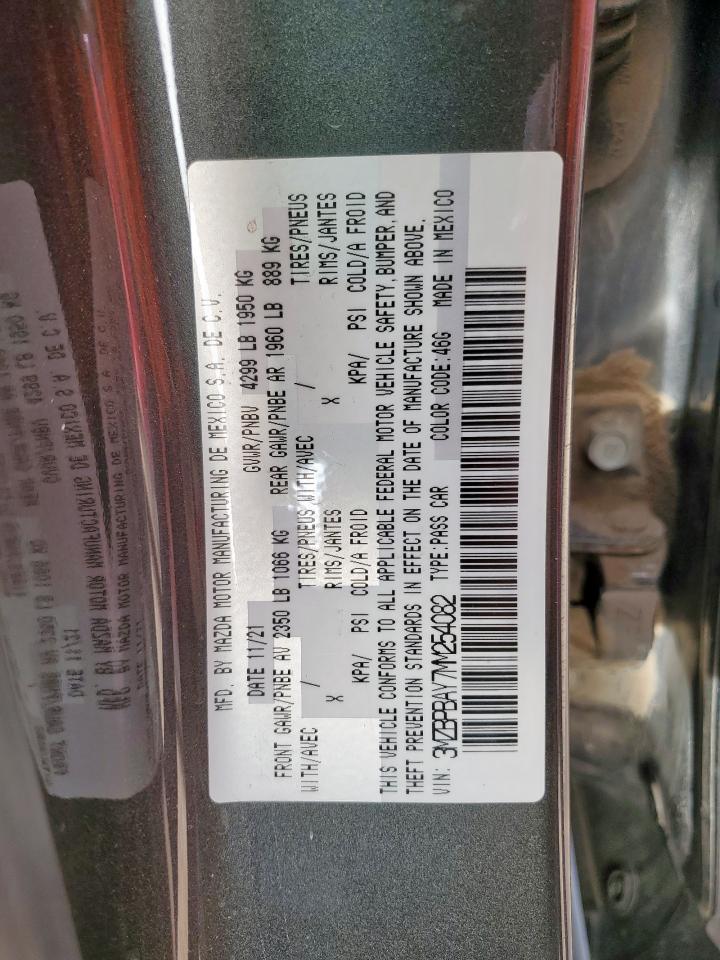 MFD. BY MAZDA MOTOR MANUFACTURING DE MEXICO S.A. DE C.V.
DATE 11/21 GVWR/PNBV 4299 LB 1950 KG
FRONT GAWR/PNBE AV 2350 LB 1066 KG REAR GAWR/PNBE AR 1960 LB 889 KG
WITH/AVEC / TIRES/PNEUS WITH/AVEC / TIRES/PNEUS
X RIMS/JANTES X RIMS/JANTES
KPA/ PSI COLD/A FROID KPA/ PSI COLD/A FROID
THIS VEHICLE CONFORMS TO ALL APPLICABLE FEDERAL MOTOR VEHICLE SAFETY, BUMPER, AND
THEFT PREVENTION STANDARDS IN EFFECT ON THE DATE OF MANUFACTURE SHOWN ABOVE.
VIN: 3MZBPBAY7NM254082 TYPE:PASS CAR COLOR CODE:46G MADE IN MEXICO